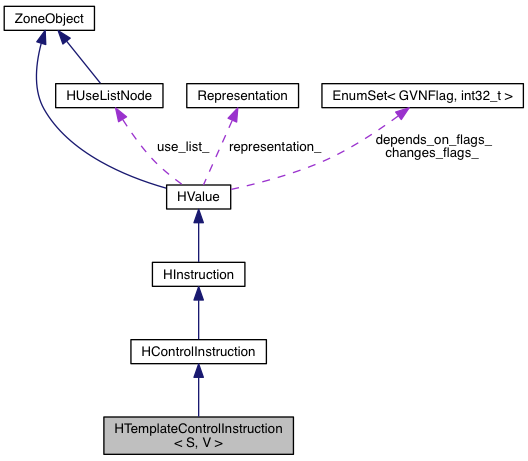 ZoneObject
HUseListNode
Representation
EnumSet< GVNFlag, int32_t >
use_list_
representation_
depends_on_flags_
changes_flags_
HValue
HInstruction
HControlInstruction
HTemplateControlInstruction
< S, V >